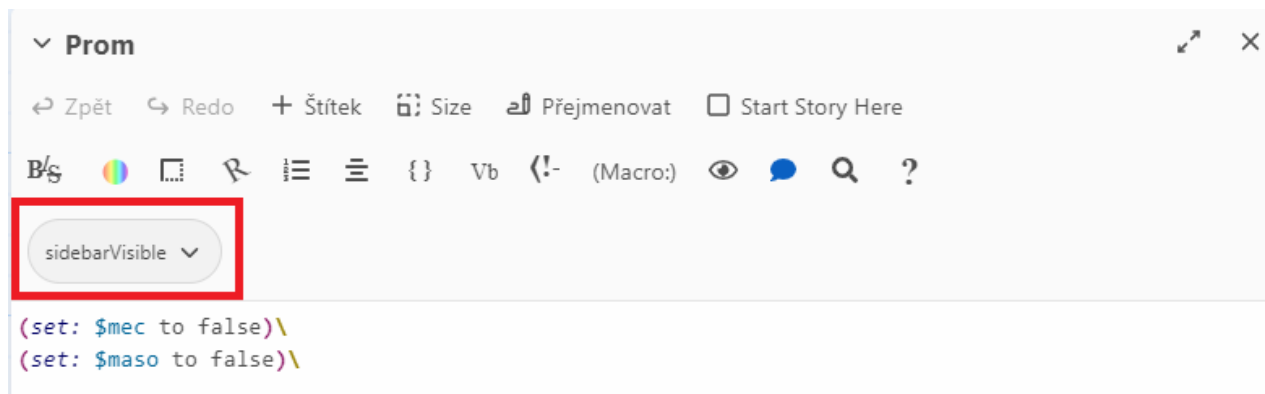 Prom
Zpět Redo + Štítek Size Přejmenovat Start Story Here
B/S {} Vb <!- (Macro:) ?
sidebarVisible
(set: $mec to false)\
(set: $maso to false)\